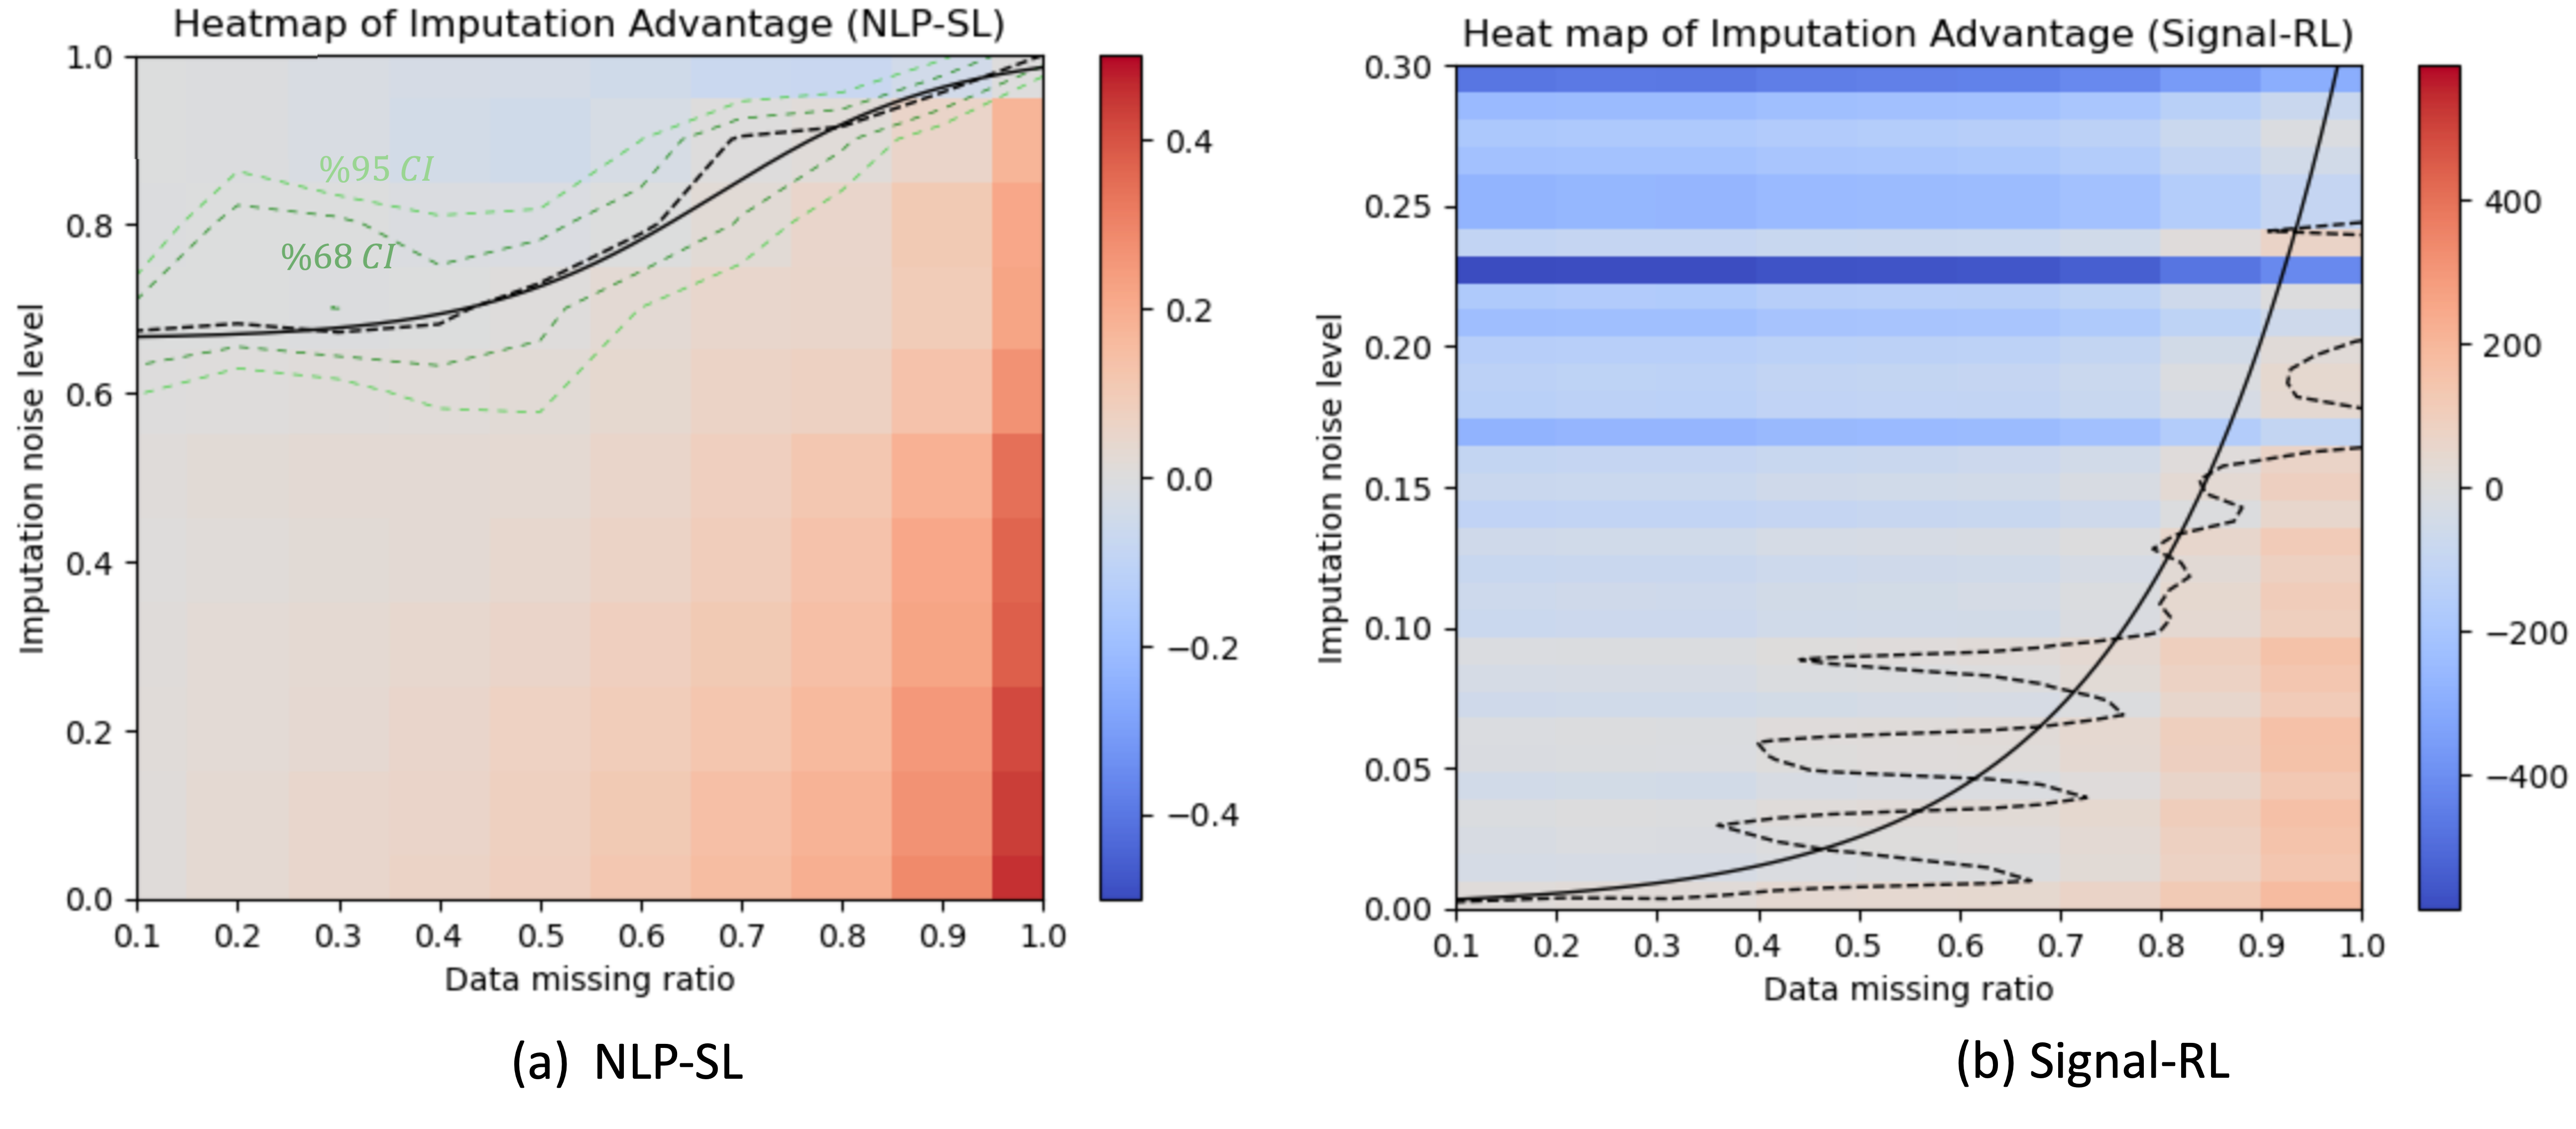 Heatmap of Imputation Advantage (NLP-SL)
1.0
0.8
0.6
0.4
0.2
0.0
Imputation noise level
%95 CI
%68 CI
0.1 0.2 0.3 0.4 0.5 0.6 0.7 0.8 0.9 1.0
Data missing ratio
0.4
0.2
0.0
−0.2
−0.4
(a) NLP-SL
Heat map of Imputation Advantage (Signal-RL)
0.30
0.25
0.20
0.15
0.10
0.05
0.00
Imputation noise level
0.1 0.2 0.3 0.4 0.5 0.6 0.7 0.8 0.9 1.0
Data missing ratio
400
200
0
−200
−400
(b) Signal-RL